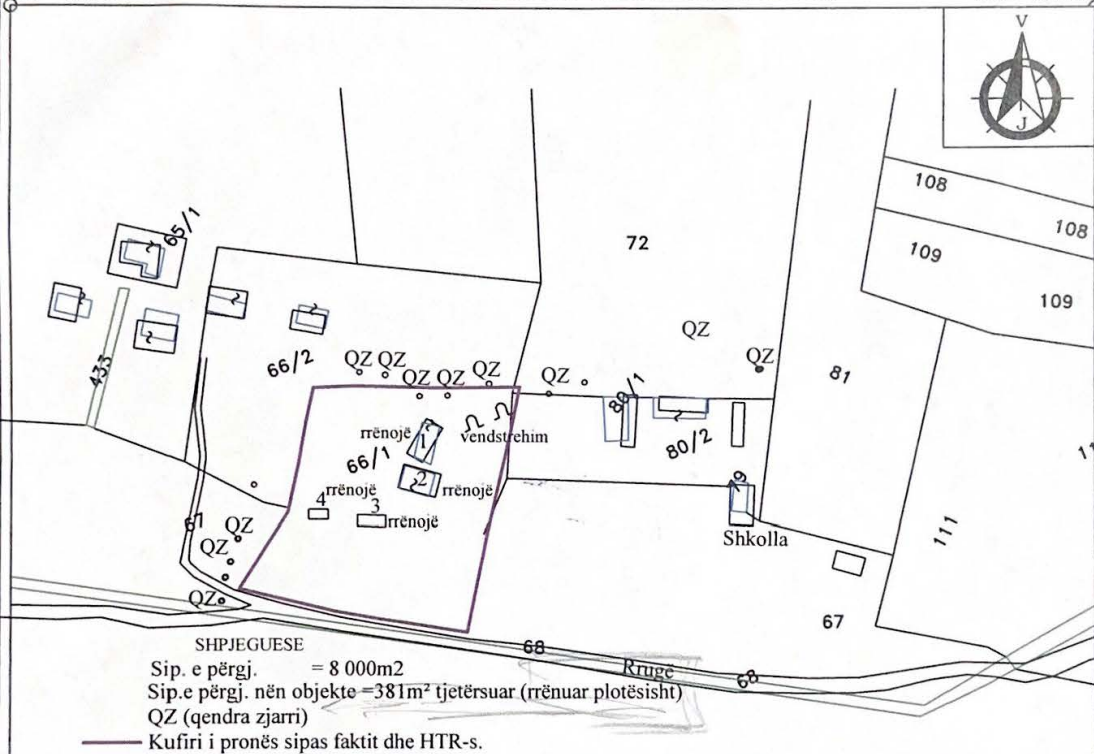 V
J
108
108
109
109
72
65/1
QZ
QZ
81
433
66/2
QZ QZ
QZ QZ QZ QZ
80/1
80/2
vendstrehim
rrënojë
1
66/1
2
rrënojë
rrënojë
4
3
rrënojë
9
Shkolla
111
11
67
QZ
QZ
QZ
67
68
Rrugë
68
SHPJEGUESE
Sip. e përgj. = 8 000m2
Sip.e përgj. nën objekte =381m² tjetërsuar (rrënuar plotësisht)
QZ (qendra zjarri)
Kufiri i pronës sipas faktit dhe HTR-s.